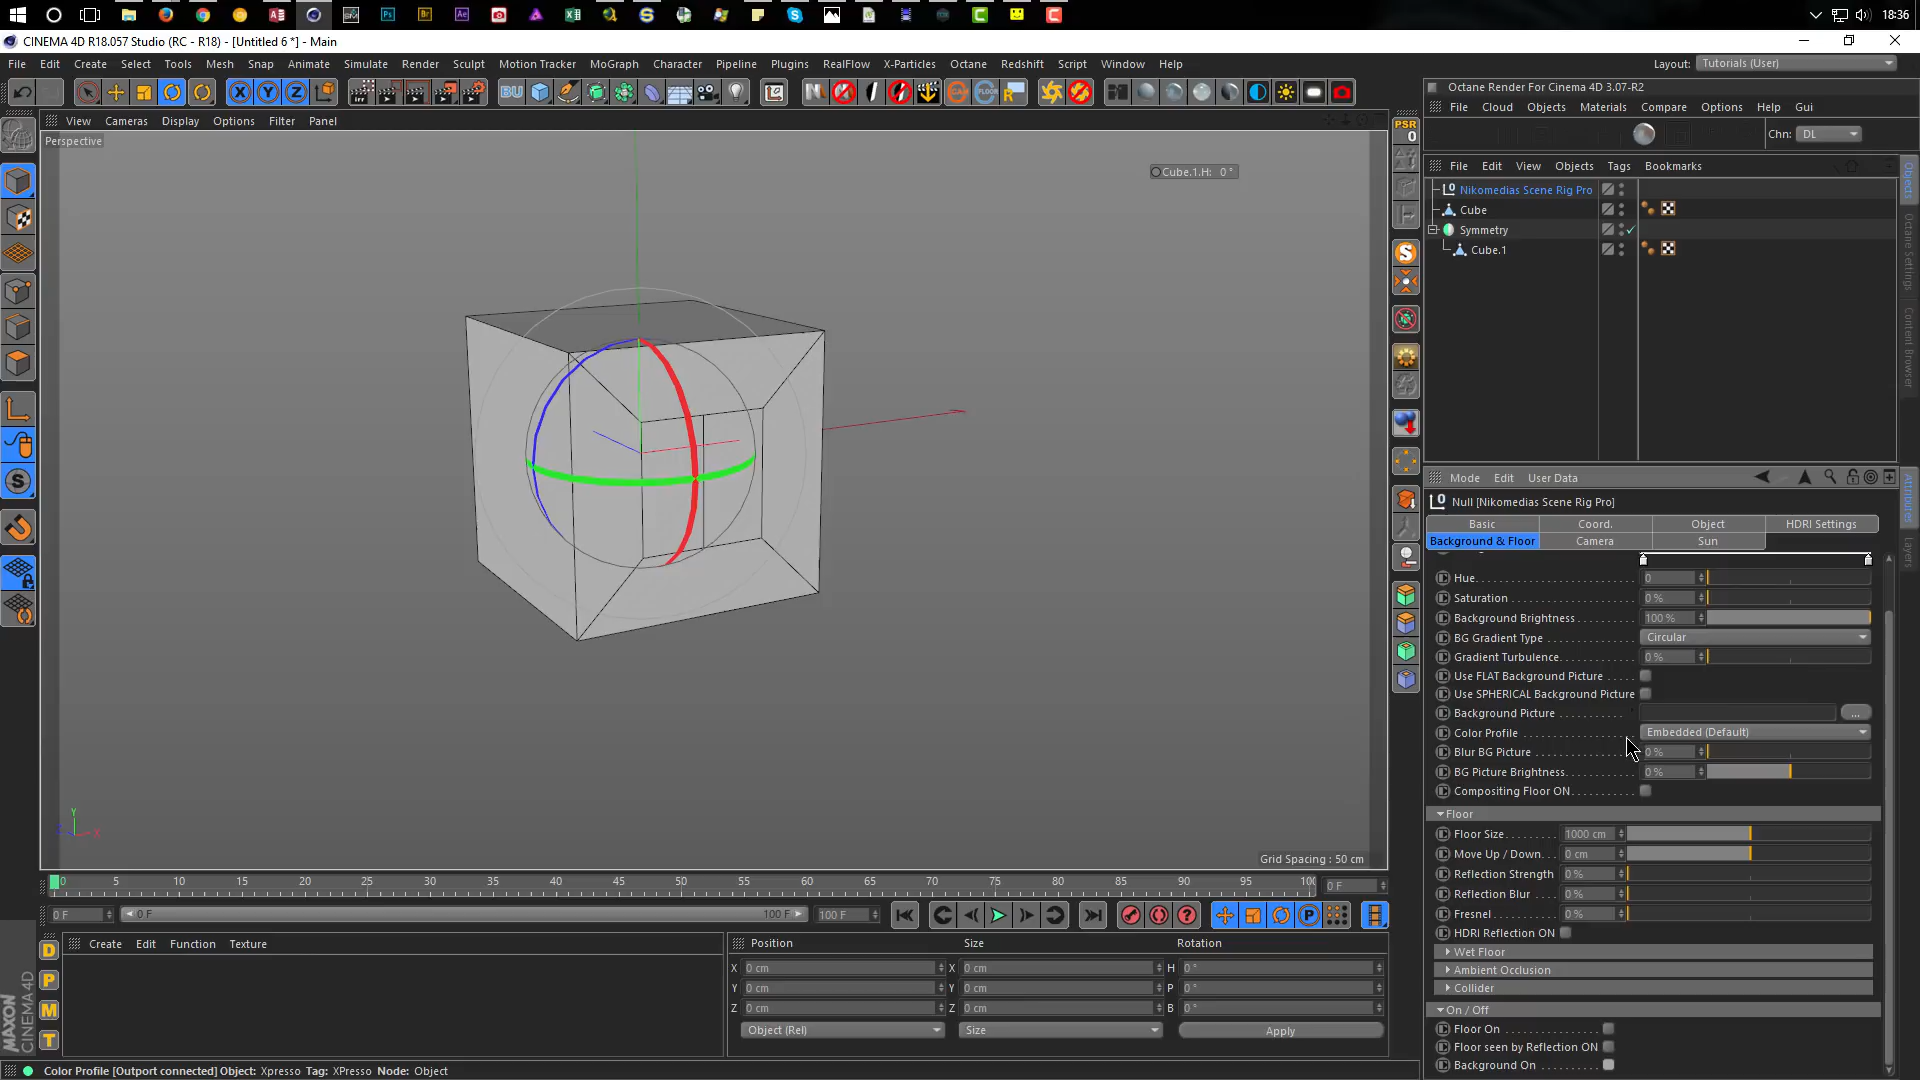 18:36
CINEMA 4D R18.057 Studio (RC - R18) - [Untitled 6 *] - Main
File Edit Create Select Tools Mesh Snap Animate Simulate Render Sculpt Motion Tracker MoGraph Character Pipeline Plugins RealFlow X-Particles Octane Redshift Script Window Help
Layout: Tutorials (User)
View Cameras Display Options Filter Panel
Perspective
Cube.1.H: 0 °
PSR
0
Octane Render For Cinema 4D 3.07-R2
File Cloud Objects Materials Compare Options Help Gui
Chn: DL
File Edit View Objects Tags Bookmarks
Nikomedias Scene Rig Pro
Cube
Symmetry
Cube.1
Objects
Octane Settings
Content Browser
Mode Edit User Data
Null [Nikomedias Scene Rig Pro]
Basic Coord. Object HDRI Settings
Background & Floor Camera Sun
Attributes
Layers
Hue 0
Saturation 0 %
Background Brightness 100 %
BG Gradient Type Circular
Gradient Turbulence 0 %
Use FLAT Background Picture
Use SPHERICAL Background Picture
Background Picture ...
Color Profile Embedded (Default)
Blur BG Picture 0 %
BG Picture Brightness 0 %
Compositing Floor ON
Floor
Floor Size 1000 cm
Move Up / Down 0 cm
Reflection Strength 0 %
Reflection Blur 0 %
Fresnel 0 %
HDRI Reflection ON
Wet Floor
Ambient Occlusion
Collider
On / Off
Floor On
Floor seen by Reflection ON
Background On
Y
X
Z
Grid Spacing : 50 cm
0 5 10 15 20 25 30 35 40 45 50 55 60 65 70 75 80 85 90 95 100 0 F
0 F 0 F 100 F 100 F
Create Edit Function Texture
Position Size Rotation
X 0 cm X 0 cm H 0 °
Y 0 cm Y 0 cm P 0 °
Z 0 cm Z 0 cm B 0 °
Object (Rel) Size Apply
D
P
M
T
MAXON CINEMA 4D
Color Profile [Outport connected] Object: Xpresso Tag: XPresso Node: Object